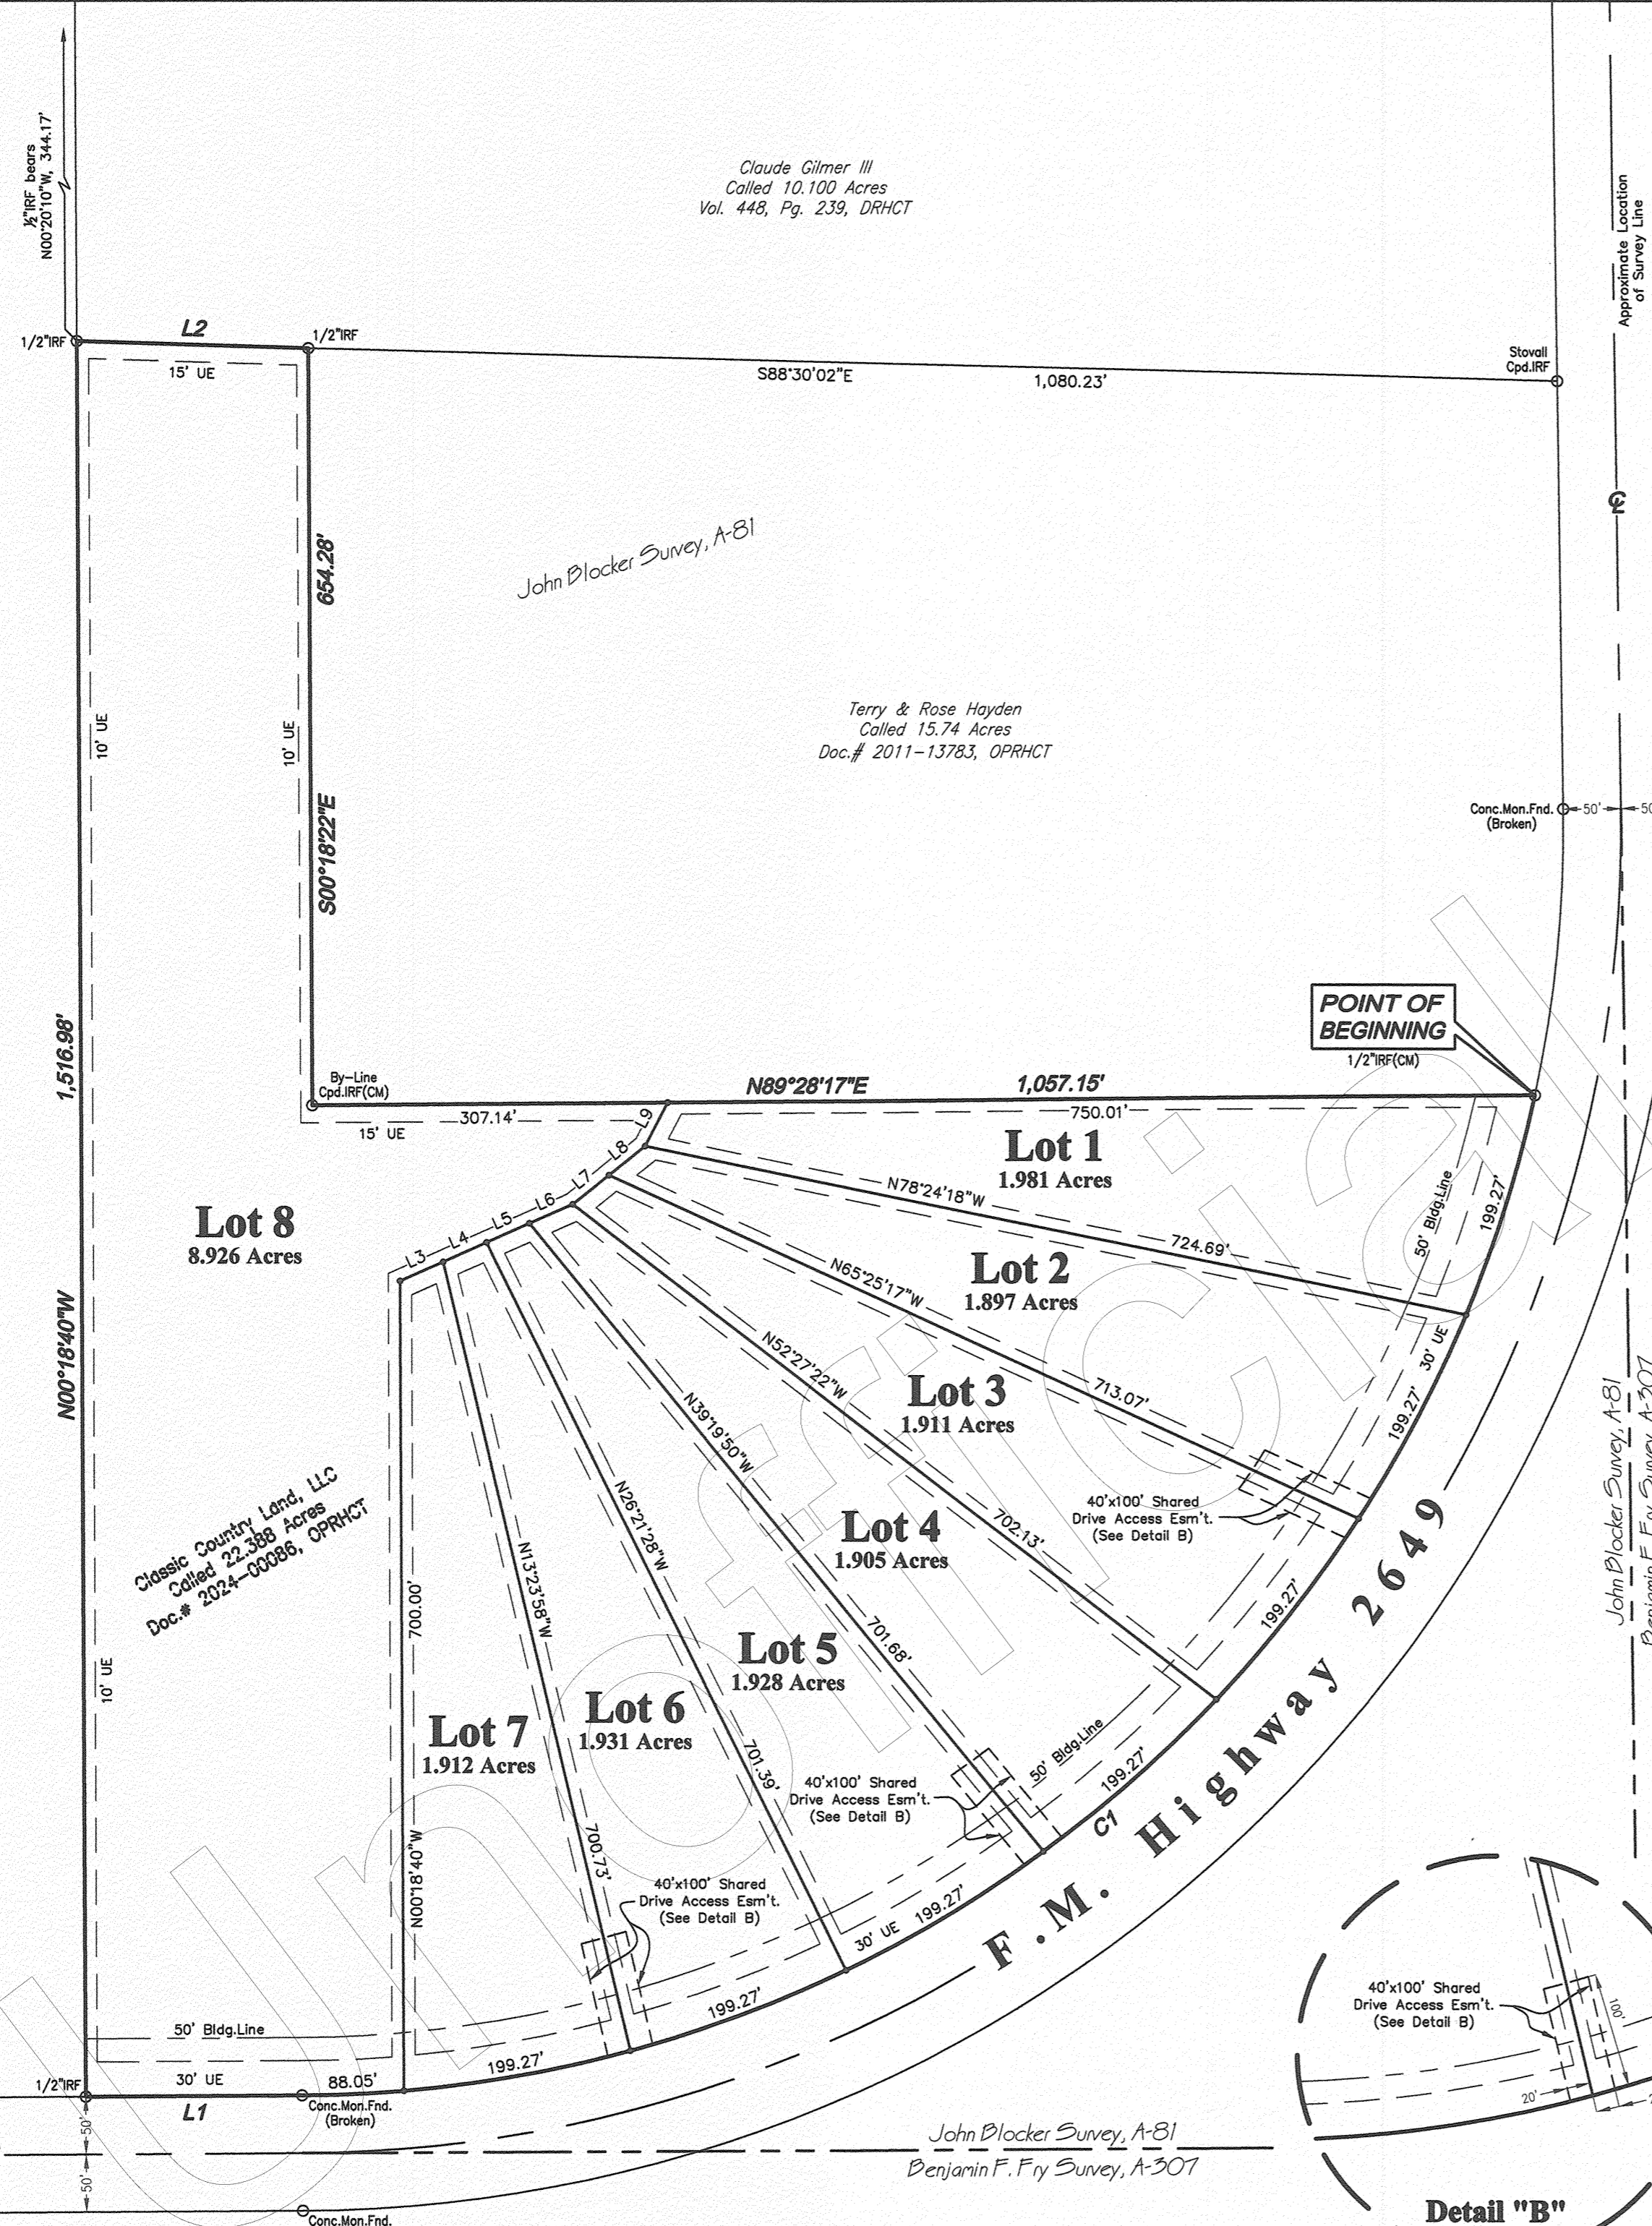 ½"IRF bears
N00°20'10"W, 344.17'
Claude Gilmer III
Called 10.100 Acres
Vol. 448, Pg. 239, DRHCT
Approximate Location
of Survey Line
1/2"IRF
L2
1/2"IRF
15' UE
S88°30'02"E
1,080.23'
Stovall
Cpd.IRF
℄
John Blocker Survey, A-81
654.28'
10' UE
10' UE
S00°18'22"E
Terry & Rose Hayden
Called 15.74 Acres
Doc.# 2011-13783, OPRHCT
Conc.Mon.Fnd.
(Broken)
50'
50
POINT OF
BEGINNING
1/2"IRF(CM)
1,516.98'
N00°18'40"W
By-Line
Cpd.IRF(CM)
N89°28'17"E
1,057.15'
307.14'
750.01'
15' UE
L9
L8
L7
L6
L5
L4
L3
Lot 1
1.981 Acres
N78°24'18"W
724.69'
50' Bldg.Line
199.27'
Lot 8
8.926 Acres
Lot 2
1.897 Acres
N65°25'17"W
713.07'
30' UE
199.27'
Lot 3
1.911 Acres
N52°27'22"W
702.13'
40'x100' Shared
Drive Access Esm't.
(See Detail B)
199.27'
John Blocker Survey, A-81
Benjamin F. Fry Survey, A-307
Classic Country Land, LLC
Called 22.388 Acres
Doc.# 2024-00086, OPRHCT
Lot 4
1.905 Acres
N39°19'50"W
701.68'
50' Bldg.Line
199.27'
C1
F.M. Highway 2649
Lot 5
1.928 Acres
N26°21'28"W
701.39'
40'x100' Shared
Drive Access Esm't.
(See Detail B)
30' UE
199.27'
Lot 6
1.931 Acres
N13°23'58"W
700.73'
40'x100' Shared
Drive Access Esm't.
(See Detail B)
199.27'
Lot 7
1.912 Acres
700.00'
N00°18'40"W
10' UE
199.27'
50' Bldg.Line
30' UE
88.05'
1/2"IRF
L1
Conc.Mon.Fnd.
(Broken)
50'
50'
Conc.Mon.Fnd.
John Blocker Survey, A-81
Benjamin F. Fry Survey, A-307
40'x100' Shared
Drive Access Esm't.
(See Detail B)
100'
20'
Detail "B"
Unofficial